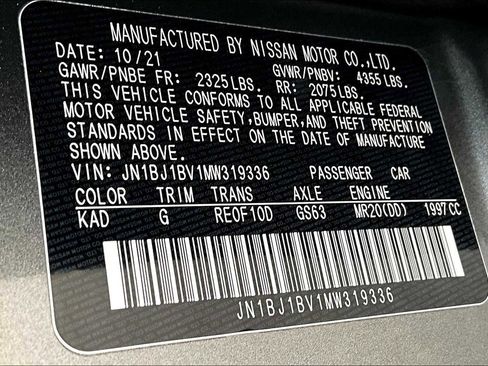 MANUFACTURED BY NISSAN MOTOR CO.,LTD.
DATE: 10/21 GVWR/PNBV: 4355 LBS.
GAWR/PNBE FR: 2325 LBS. RR: 2075 LBS.
THIS VEHICLE CONFORMS TO ALL APPLICABLE FEDERAL
MOTOR VEHICLE SAFETY, BUMPER, AND THEFT PREVENTION
STANDARDS IN EFFECT ON THE DATE OF MANUFACTURE
SHOWN ABOVE.
VIN: JN1BJ1BV1MW319336 PASSENGER CAR
COLOR TRIM TRANS AXLE ENGINE
KAD G RE0F10D GS63 MR20(DD) 1997CC
JN1BJ1BV1MW319336